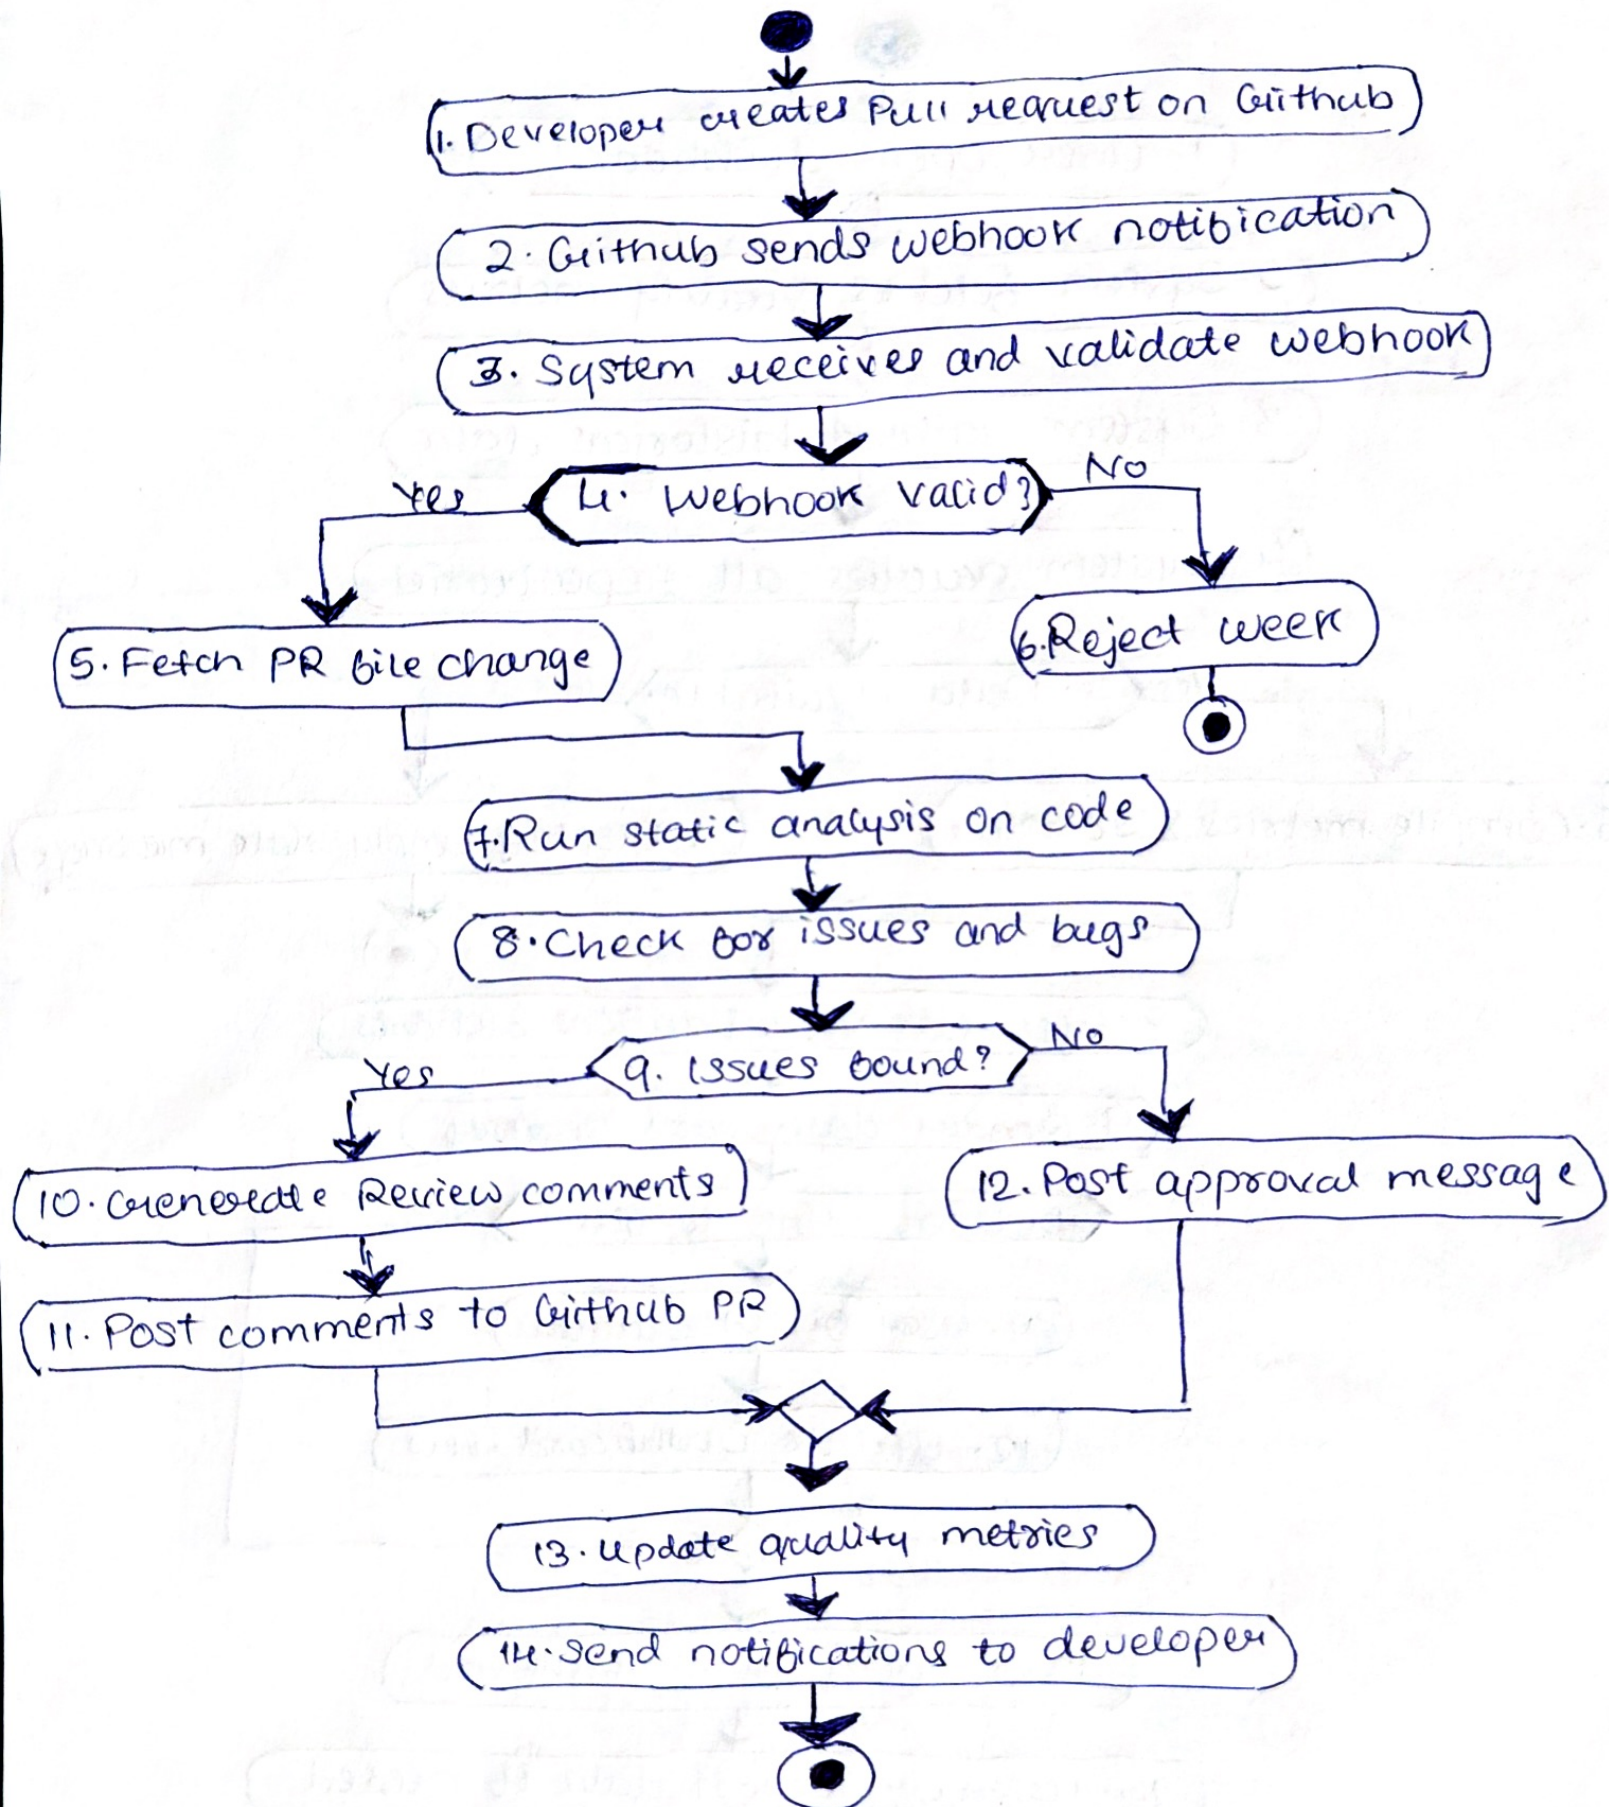 1. Developer creates Pull request on Github
2. Github sends webhook notification
3. System receives and validate webhook
4. Webhook valid?
Yes
No
5. Fetch PR file change
6. Reject week
7. Run static analysis on code
8. Check for issues and bugs
9. Issues found?
Yes
No
10. Generate Review comments
12. Post approval message
11. Post comments to Github PR
13. Update quality metries
14. Send notifications to developer